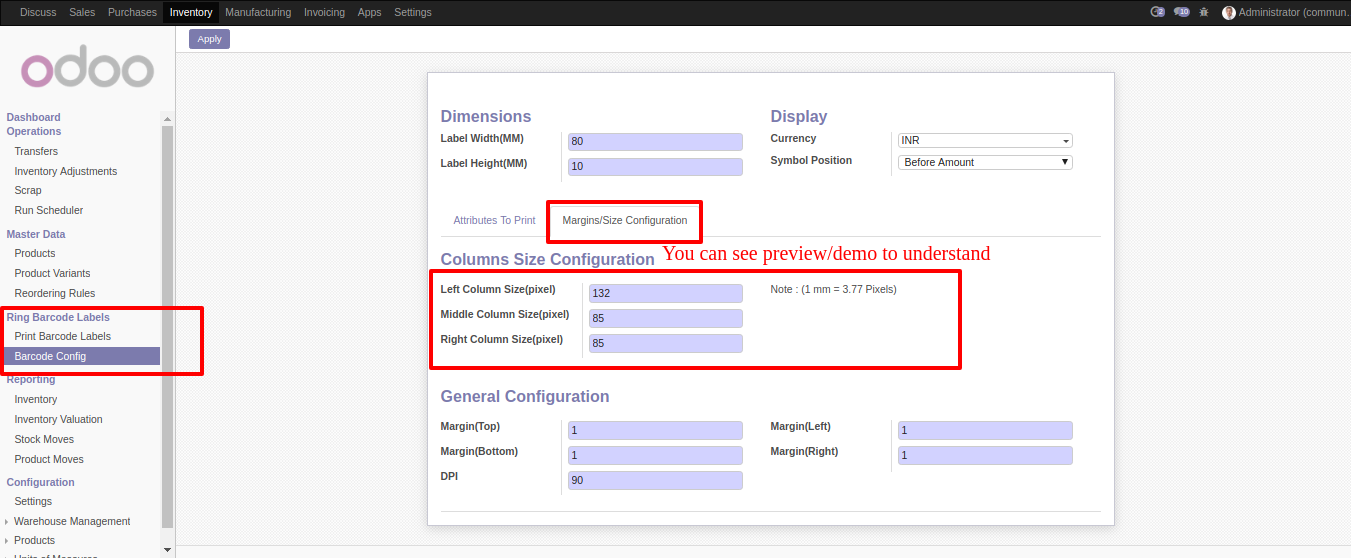 Discuss Sales Purchases Inventory Manufacturing Invoicing Apps Settings 2 10 Administrator (commun...
odoo
Apply
Dashboard
Operations
Transfers
Inventory Adjustments
Scrap
Run Scheduler
Master Data
Products
Product Variants
Reordering Rules
Ring Barcode Labels
Print Barcode Labels
Barcode Config
Reporting
Inventory
Inventory Valuation
Stock Moves
Product Moves
Configuration
Settings
Warehouse Management
Products
Units of Measures
Dimensions
Label Width(MM) 80
Label Height(MM) 10
Display
Currency INR
Symbol Position Before Amount
Attributes To Print Margins/Size Configuration
You can see preview/demo to understand
Columns Size Configuration
Left Column Size(pixel) 132 Note : (1 mm = 3.77 Pixels)
Middle Column Size(pixel) 85
Right Column Size(pixel) 85
General Configuration
Margin(Top) 1 Margin(Left) 1
Margin(Bottom) 1 Margin(Right) 1
DPI 90